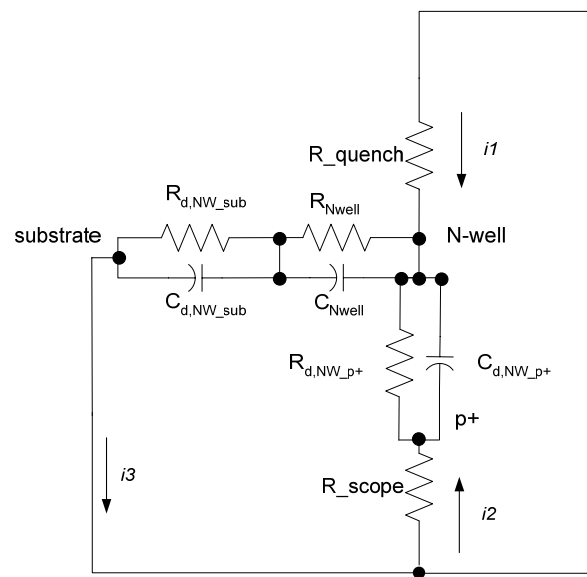 R_quench
i1
R_d,NW_sub
R_Nwell
substrate
N-well
C_d,NW_sub
C_Nwell
R_d,NW_p+
C_d,NW_p+
p+
i3
R_scope
i2